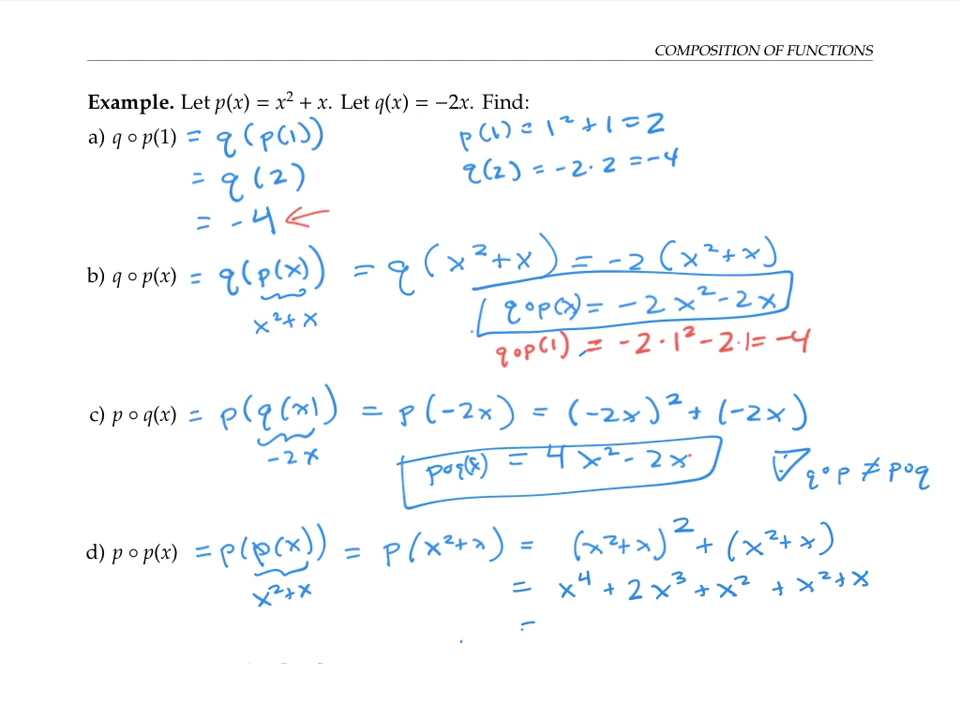 COMPOSITION OF FUNCTIONS
Example. Let p(x) = x² + x. Let q(x) = −2x. Find:
a) q ∘ p(1) = q(p(1))
p(1) = 1² + 1 = 2
= q(2)
q(2) = −2·2 = −4
= −4 ←
b) q ∘ p(x) = q(p(x)) = q(x²+x) = −2(x²+x)
x²+x
q∘p(x) = −2x²−2x
q∘p(1) = −2·1²−2·1 = −4
c) p ∘ q(x) = p(q(x)) = p(−2x) = (−2x)² + (−2x)
−2x
p∘q(x) = 4x²−2x
q∘p ≠ p∘q
d) p ∘ p(x) = p(p(x)) = p(x²+x) = (x²+x)² + (x²+x)
x²+x
= x⁴ + 2x³ + x² + x²+x
=